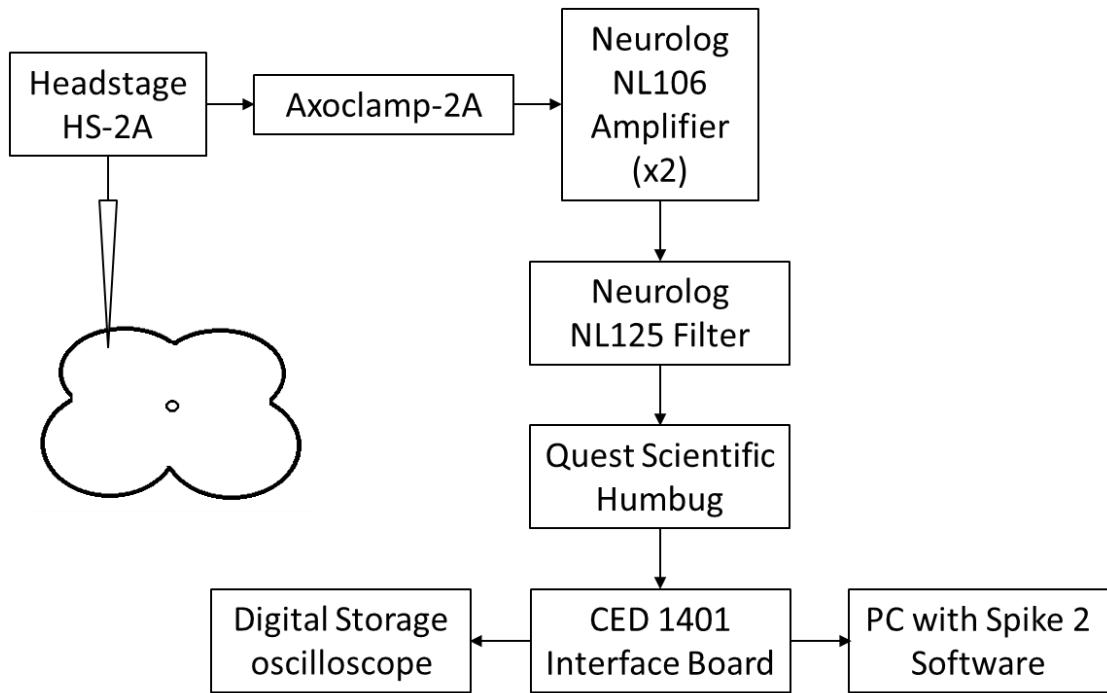 Headstage
HS-2A
Axoclamp-2A
Neurolog
NL106
Amplifier
(x2)
Neurolog
NL125 Filter
Quest Scientific
Humbug
Digital Storage
oscilloscope
CED 1401
Interface Board
PC with Spike 2
Software